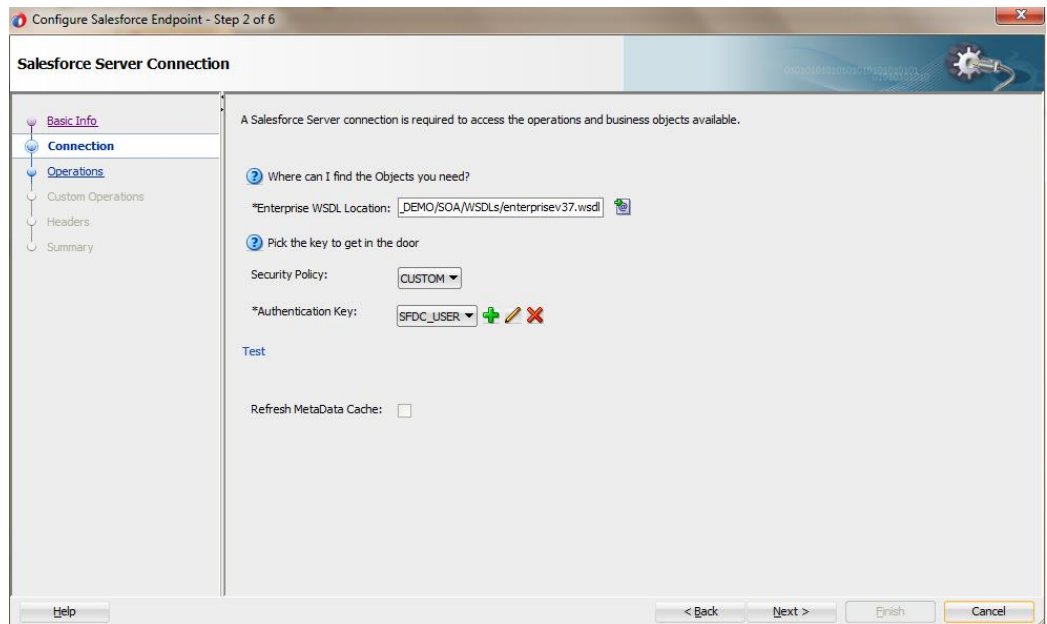 Configure Salesforce Endpoint - Step 2 of 6
X
Salesforce Server Connection
Basic Info
Connection
Operations
Custom Operations
Headers
Summary
A Salesforce Server connection is required to access the operations and business objects available.
? Where can I find the Objects you need?
*Enterprise WSDL Location: _DEMO/SOA/WSDLs/enterprisev37.wsdl
? Pick the key to get in the door
Security Policy: CUSTOM
*Authentication Key: SFDC_USER
Test
Refresh MetaData Cache:
Help < Back Next > Finish Cancel